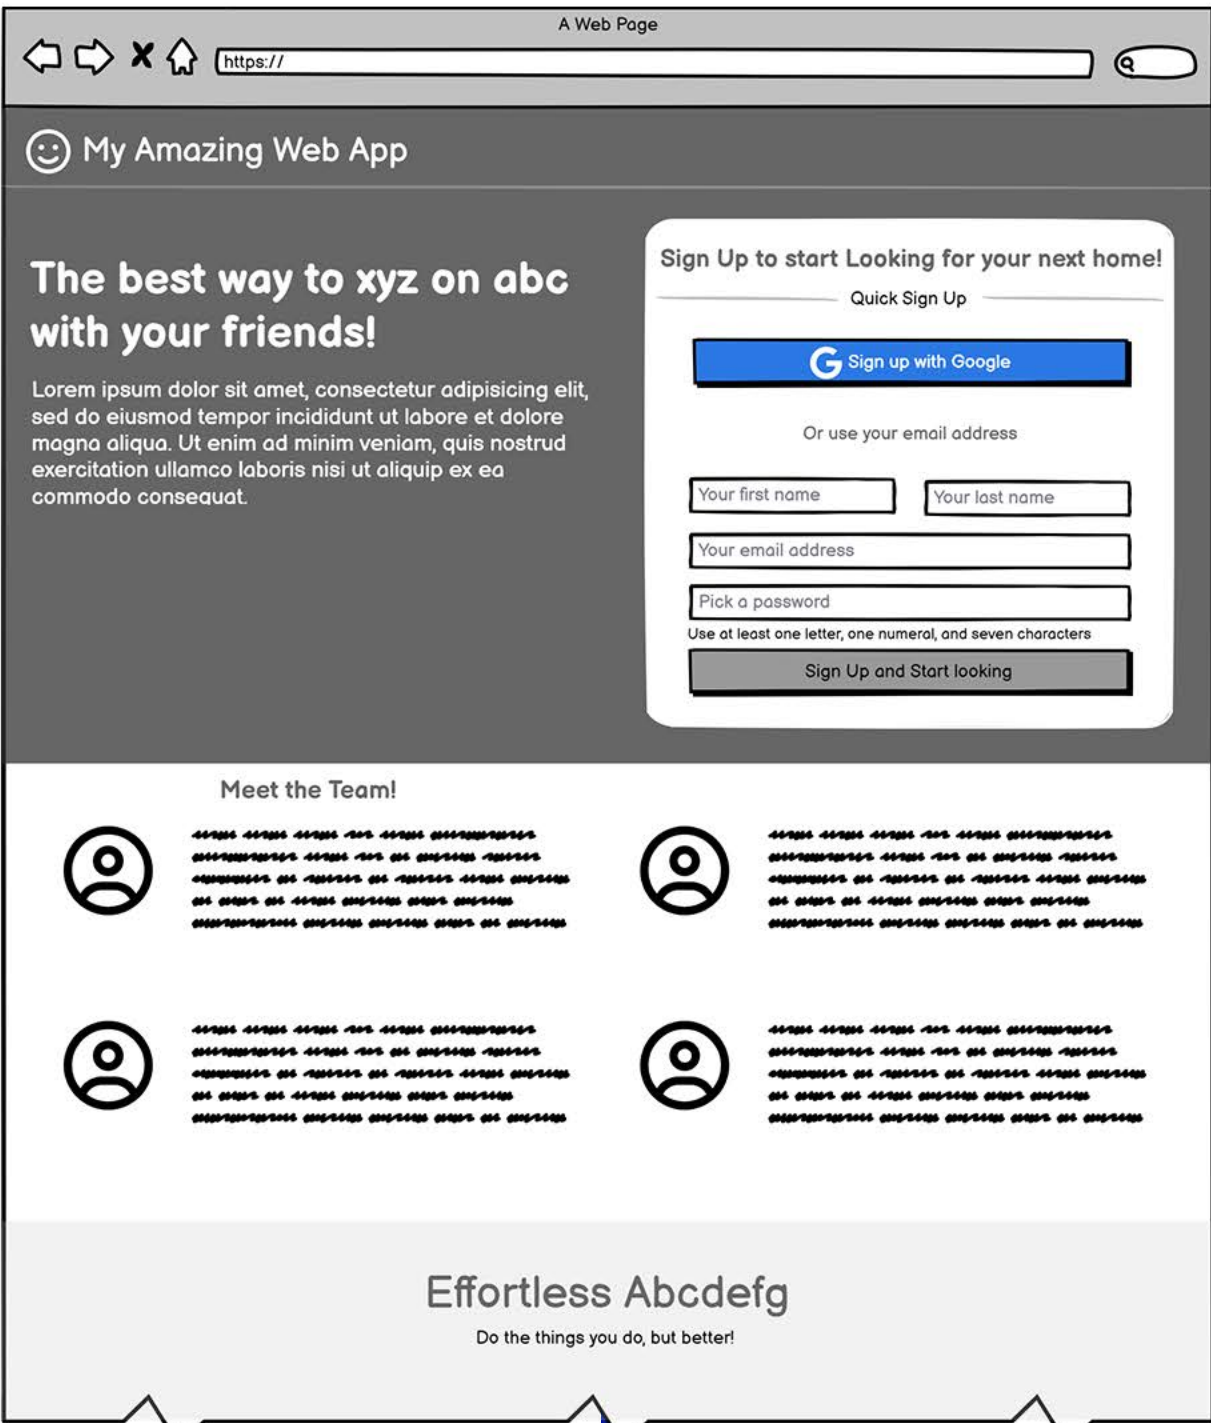 A Web Page
https://
My Amazing Web App
The best way to xyz on abc
with your friends!
Lorem ipsum dolor sit amet, consectetur adipisicing elit,
sed do eiusmod tempor incididunt ut labore et dolore
magna aliqua. Ut enim ad minim veniam, quis nostrud
exercitation ullamco laboris nisi ut aliquip ex ea
commodo consequat.
Sign Up to start Looking for your next home!
Quick Sign Up
G Sign up with Google
Or use your email address
Your first name
Your last name
Your email address
Pick a password
Use at least one letter, one numeral, and seven characters
Sign Up and Start looking
Meet the Team!
Effortless Abcdefg
Do the things you do, but better!